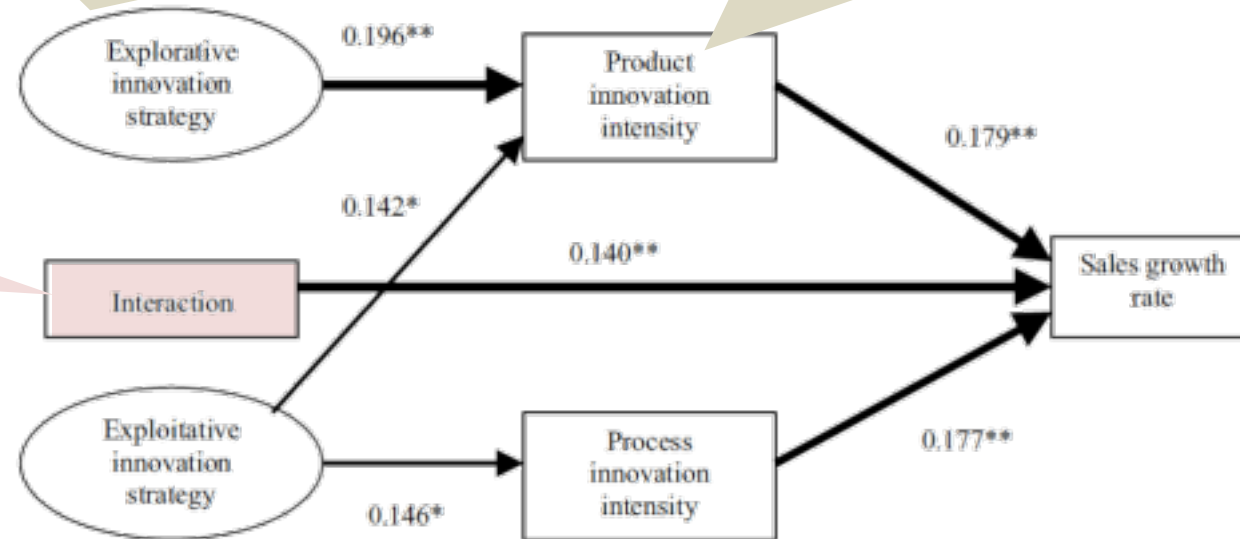 Explorative
innovation
strategy
0.196**
Product
innovation
intensity
0.179**
0.142*
0.140**
Interaction
Sales growth
rate
Exploitative
innovation
strategy
0.146*
Process
innovation
intensity
0.177**